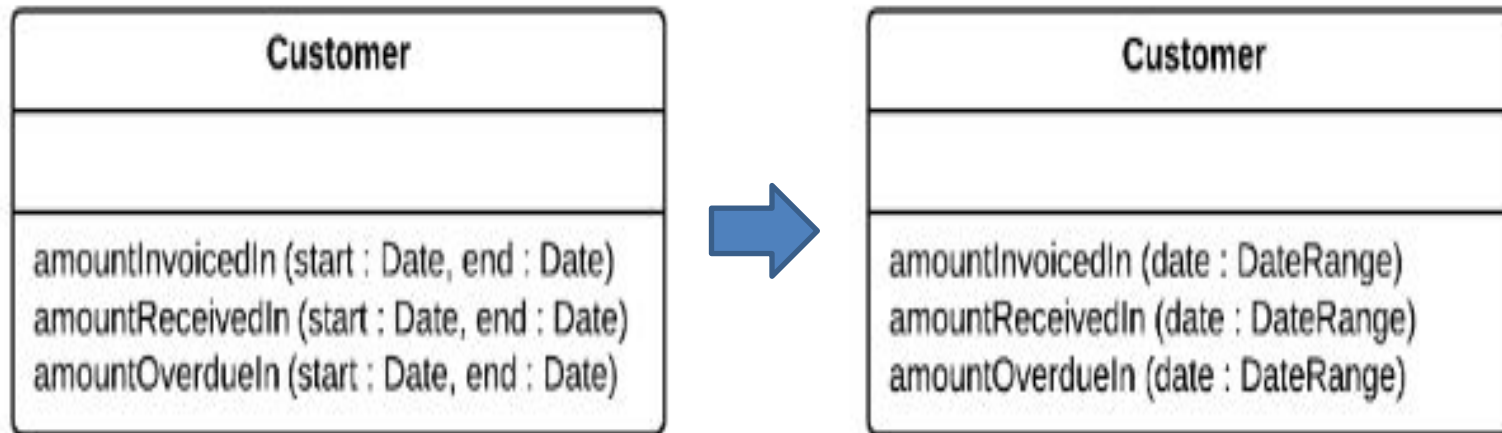 Customer
amountInvoicedIn (start : Date, end : Date)
amountReceivedIn (start : Date, end : Date)
amountOverdueIn (start : Date, end : Date)
Customer
amountInvoicedIn (date : DateRange)
amountReceivedIn (date : DateRange)
amountOverdueIn (date : DateRange)